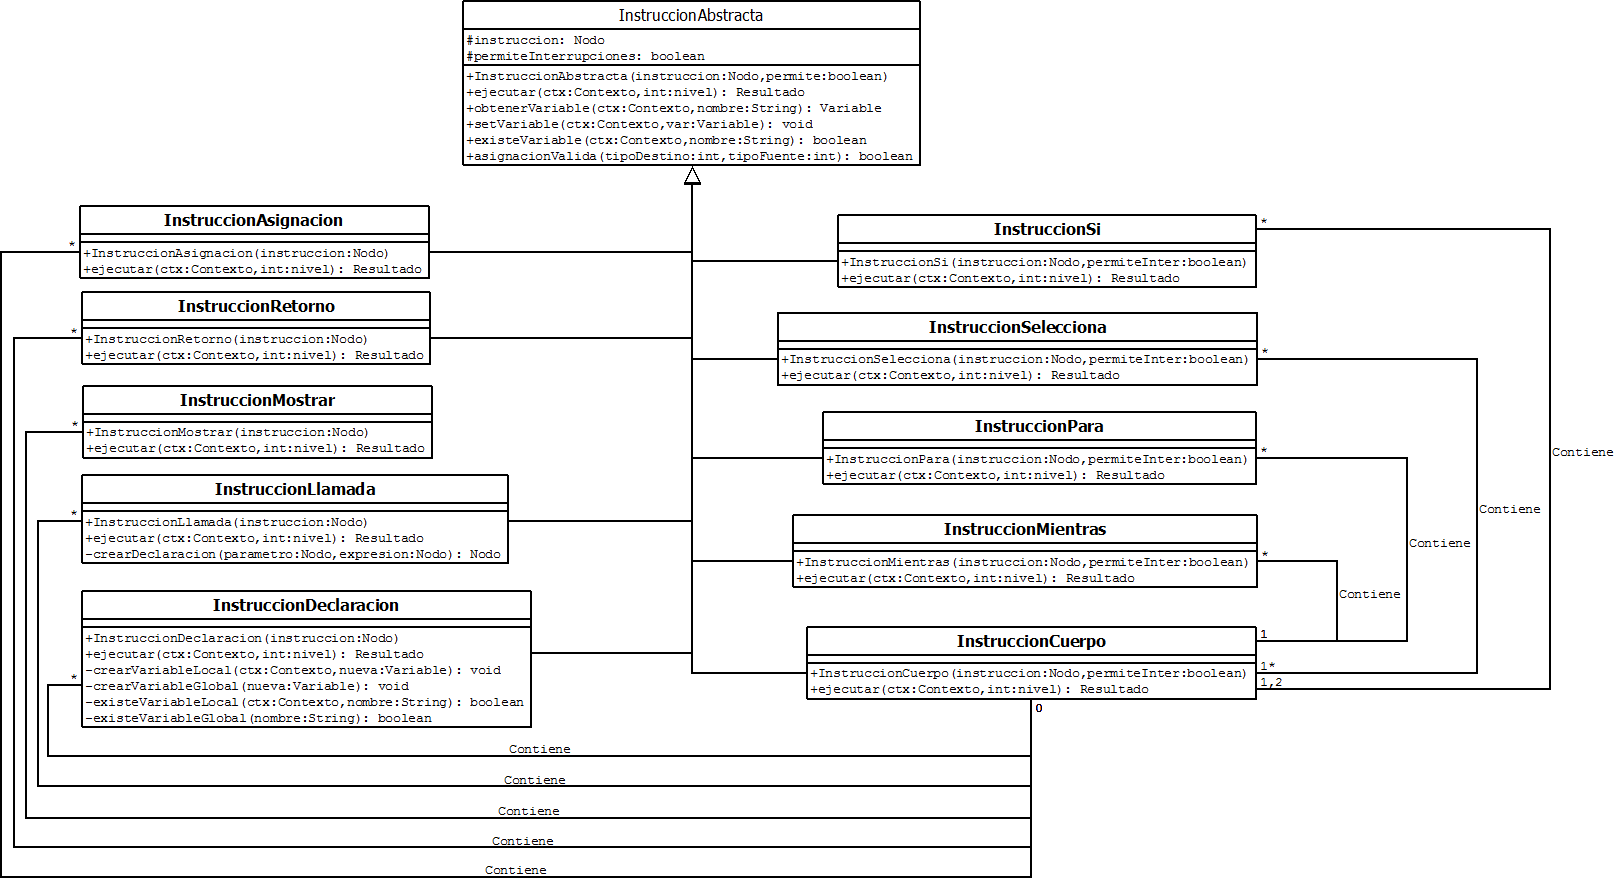 InstruccionAbstracta
#instruccion: Nodo
#permiteInterrupciones: boolean
+InstruccionAbstracta(instruccion:Nodo,permite:boolean)
+ejecutar(ctx:Contexto,int:nivel): Resultado
+obtenerVariable(ctx:Contexto,nombre:String): Variable
+setVariable(ctx:Contexto,var:Variable): void
+existeVariable(ctx:Contexto,nombre:String): boolean
+asignacionValida(tipoDestino:int,tipoFuente:int): boolean
InstruccionAsignacion
*
+InstruccionAsignacion(instruccion:Nodo)
+ejecutar(ctx:Contexto,int:nivel): Resultado
InstruccionRetorno
*
+InstruccionRetorno(instruccion:Nodo)
+ejecutar(ctx:Contexto,int:nivel): Resultado
InstruccionMostrar
*
+InstruccionMostrar(instruccion:Nodo)
+ejecutar(ctx:Contexto,int:nivel): Resultado
InstruccionLlamada
*
+InstruccionLlamada(instruccion:Nodo)
+ejecutar(ctx:Contexto,int:nivel): Resultado
-crearDeclaracion(parametro:Nodo,expresion:Nodo): Nodo
InstruccionDeclaracion
+InstruccionDeclaracion(instruccion:Nodo)
+ejecutar(ctx:Contexto,int:nivel): Resultado
-crearVariableLocal(ctx:Contexto,nueva:Variable): void
*
-crearVariableGlobal(nueva:Variable): void
-existeVariableLocal(ctx:Contexto,nombre:String): boolean
-existeVariableGlobal(nombre:String): boolean
InstruccionSi
*
+InstruccionSi(instruccion:Nodo,permiteInter:boolean)
+ejecutar(ctx:Contexto,int:nivel): Resultado
InstruccionSelecciona
*
+InstruccionSelecciona(instruccion:Nodo,permiteInter:boolean)
+ejecutar(ctx:Contexto,int:nivel): Resultado
InstruccionPara
*
+InstruccionPara(instruccion:Nodo,permiteInter:boolean)
+ejecutar(ctx:Contexto,int:nivel): Resultado
InstruccionMientras
*
+InstruccionMientras(instruccion:Nodo,permiteInter:boolean)
+ejecutar(ctx:Contexto,int:nivel): Resultado
InstruccionCuerpo
1
1*
+InstruccionCuerpo(instruccion:Nodo,permiteInter:boolean)
1,2
+ejecutar(ctx:Contexto,int:nivel): Resultado
0
Contiene
Contiene
Contiene
Contiene
Contiene
Contiene
Contiene
Contiene
Contiene